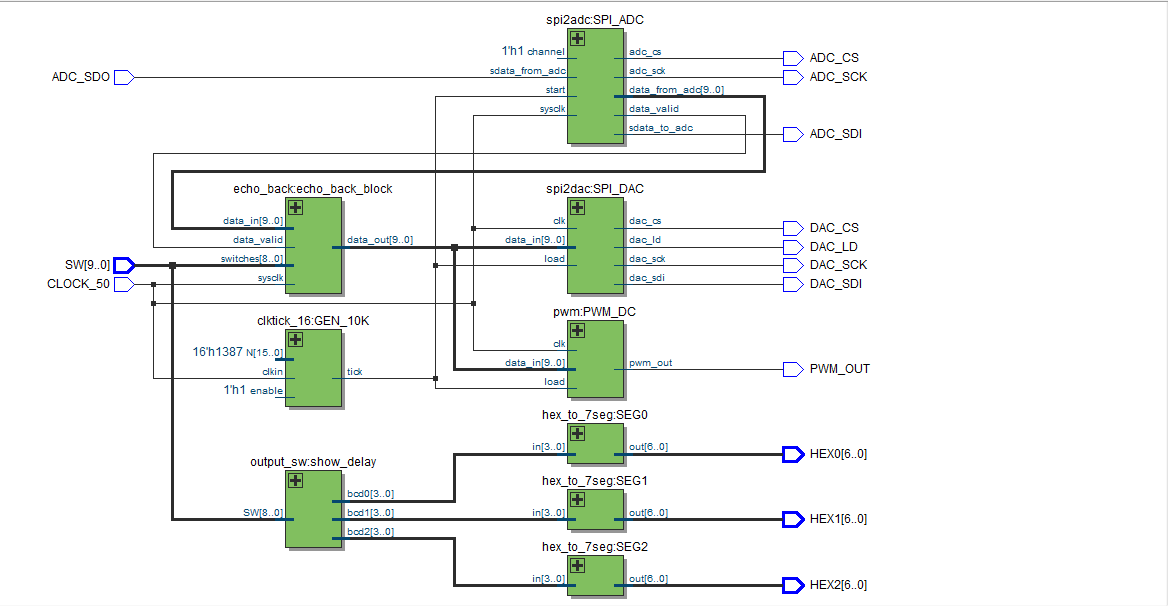 spi2adc:SPI_ADC
1'h1 channel
adc_cs
ADC_CS
ADC_SDO
sdata_from_adc
adc_sck
ADC_SCK
start
data_from_adc[9..0]
sysclk
data_valid
sdata_to_adc
ADC_SDI
echo_back:echo_back_block
spi2dac:SPI_DAC
data_in[9..0]
clk
dac_cs
DAC_CS
data_valid
data_out[9..0]
data_in[9..0]
dac_ld
DAC_LD
SW[9..0]
switches[8..0]
load
dac_sck
DAC_SCK
CLOCK_50
sysclk
dac_sdi
DAC_SDI
clktick_16:GEN_10K
pwm:PWM_DC
16'h1387 N[15..0]
clk
clkin
tick
data_in[9..0]
pwm_out
PWM_OUT
1'h1 enable
load
hex_to_7seg:SEG0
in[3..0]
out[6..0]
HEX0[6..0]
output_sw:show_delay
hex_to_7seg:SEG1
bcd0[3..0]
SW[8..0]
bcd1[3..0]
in[3..0]
out[6..0]
HEX1[6..0]
bcd2[3..0]
hex_to_7seg:SEG2
in[3..0]
out[6..0]
HEX2[6..0]